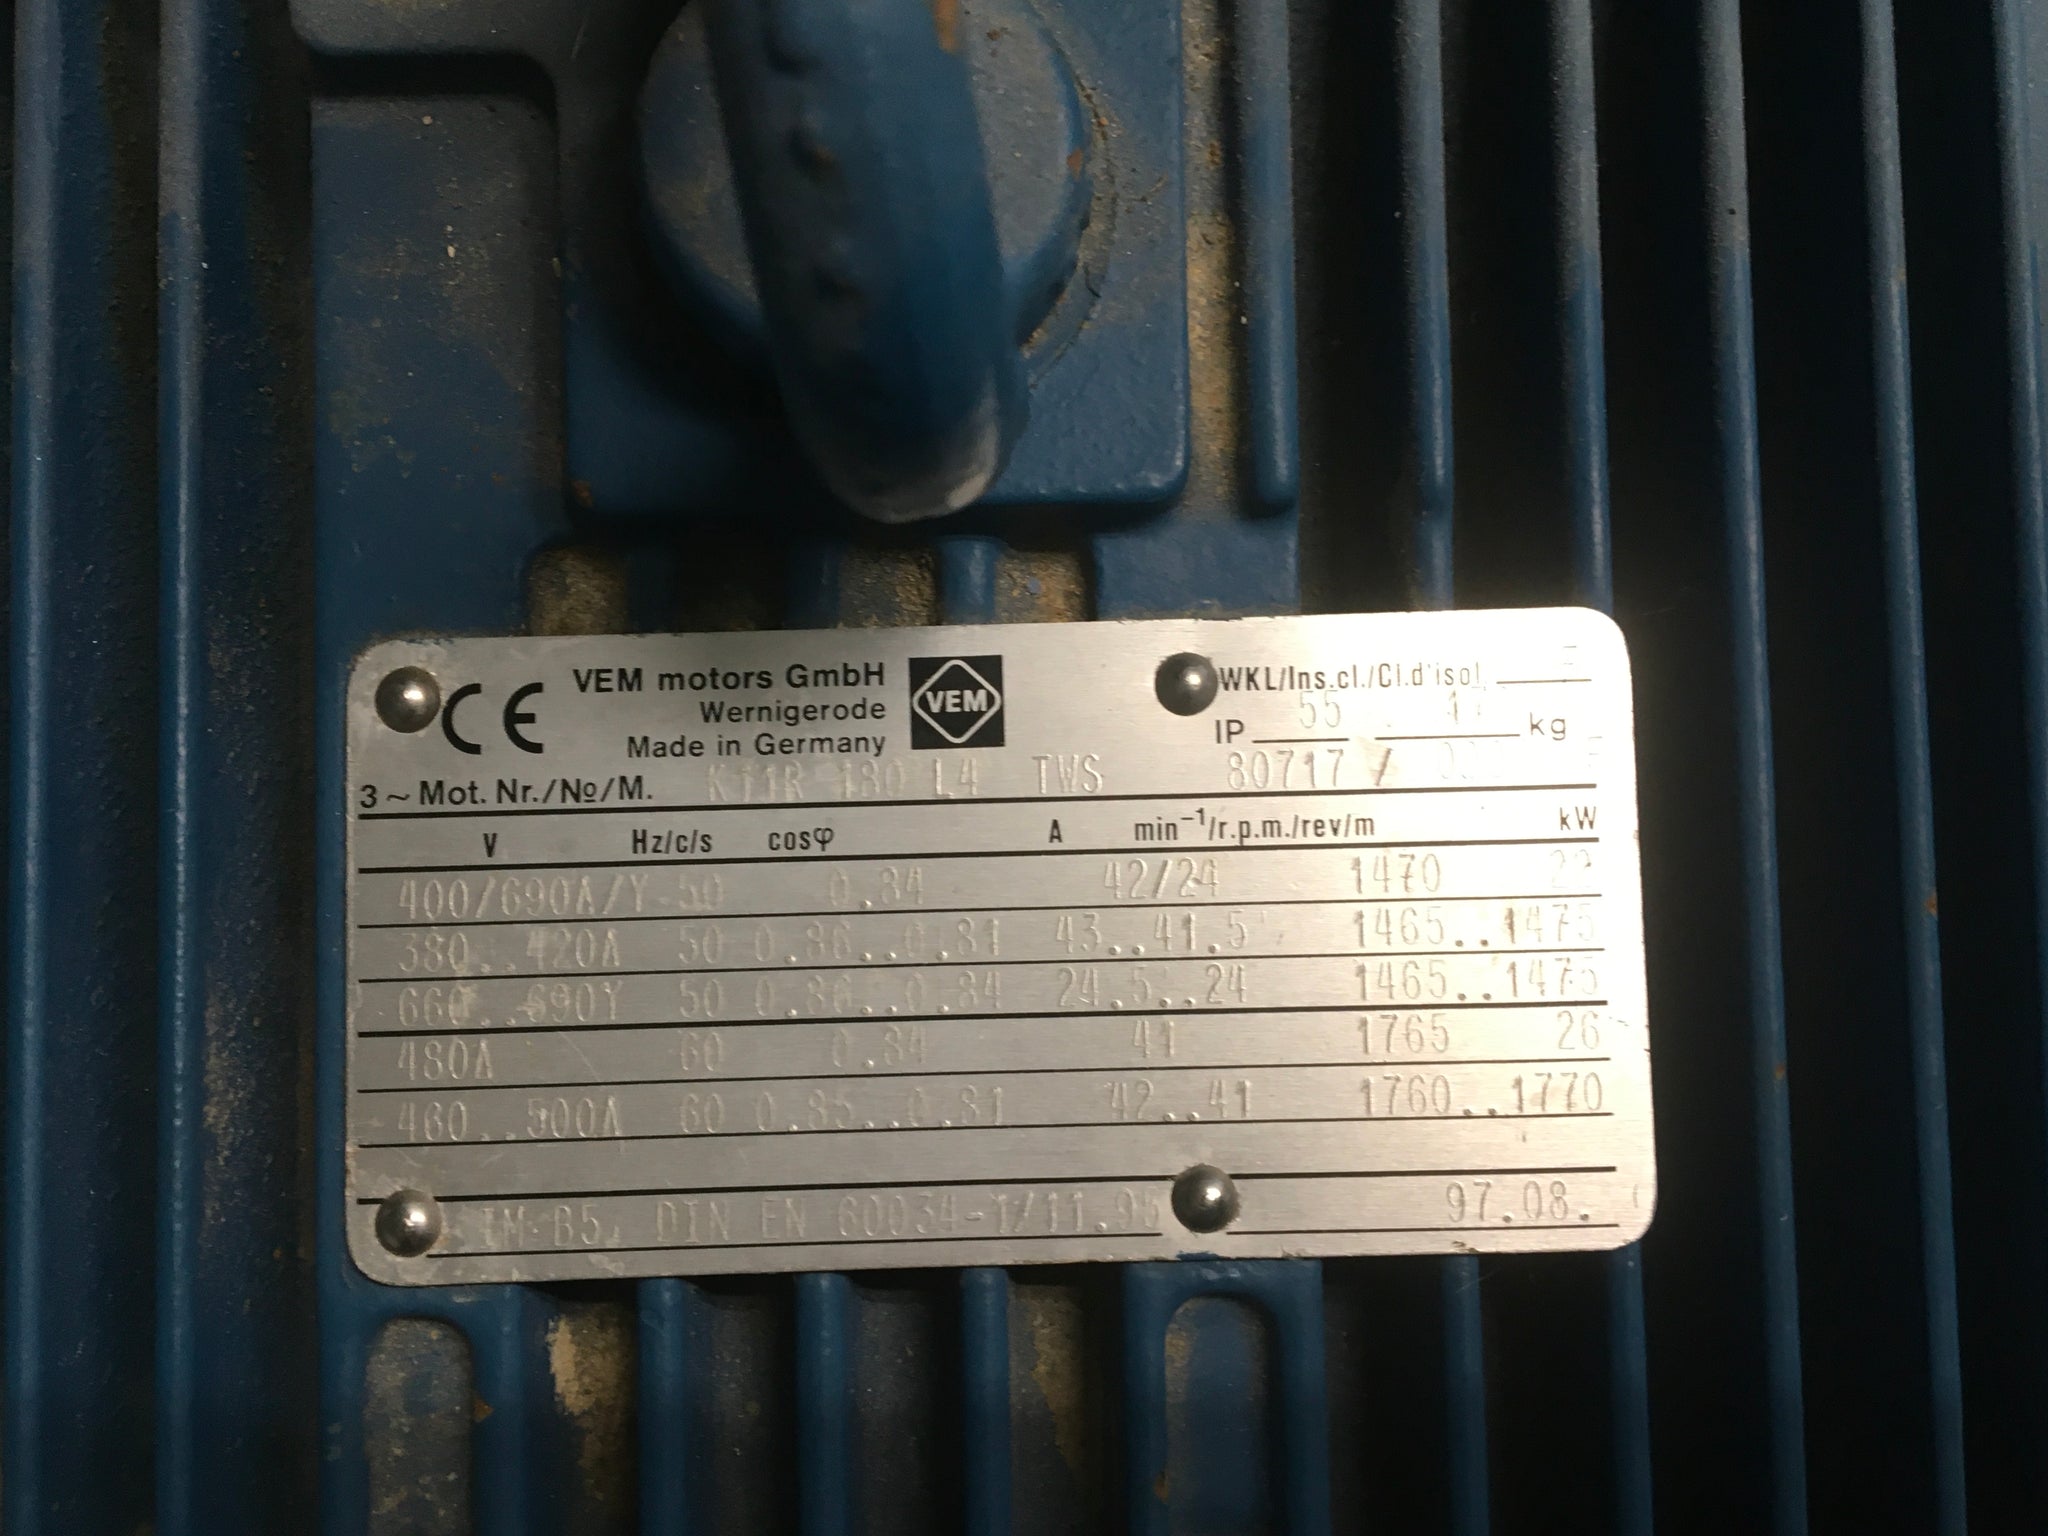 CE VEM motors GmbH VEM WKL/Ins.cl./Cl.d'isol
Wernigerode
IP 55 kg
Made in Germany
3~Mot. Nr./No/M. K11R 180 L4 TWS 80717 /
V Hz/c/s cosφ A min⁻¹/r.p.m./rev/m kW
400/690Δ/Y 50 0.84 42/24 1470 22
380..420Δ 50 0.86..0.81 43..41.5 1465..1475
660..690Y 50 0.86..0.84 24.5..24 1465..1475
480Δ 60 0.84 41 1765 26
460..500Δ 60 0.85..0.81 42..41 1760..1770
IM B5, DIN EN 60034-1/11.95 97.08.